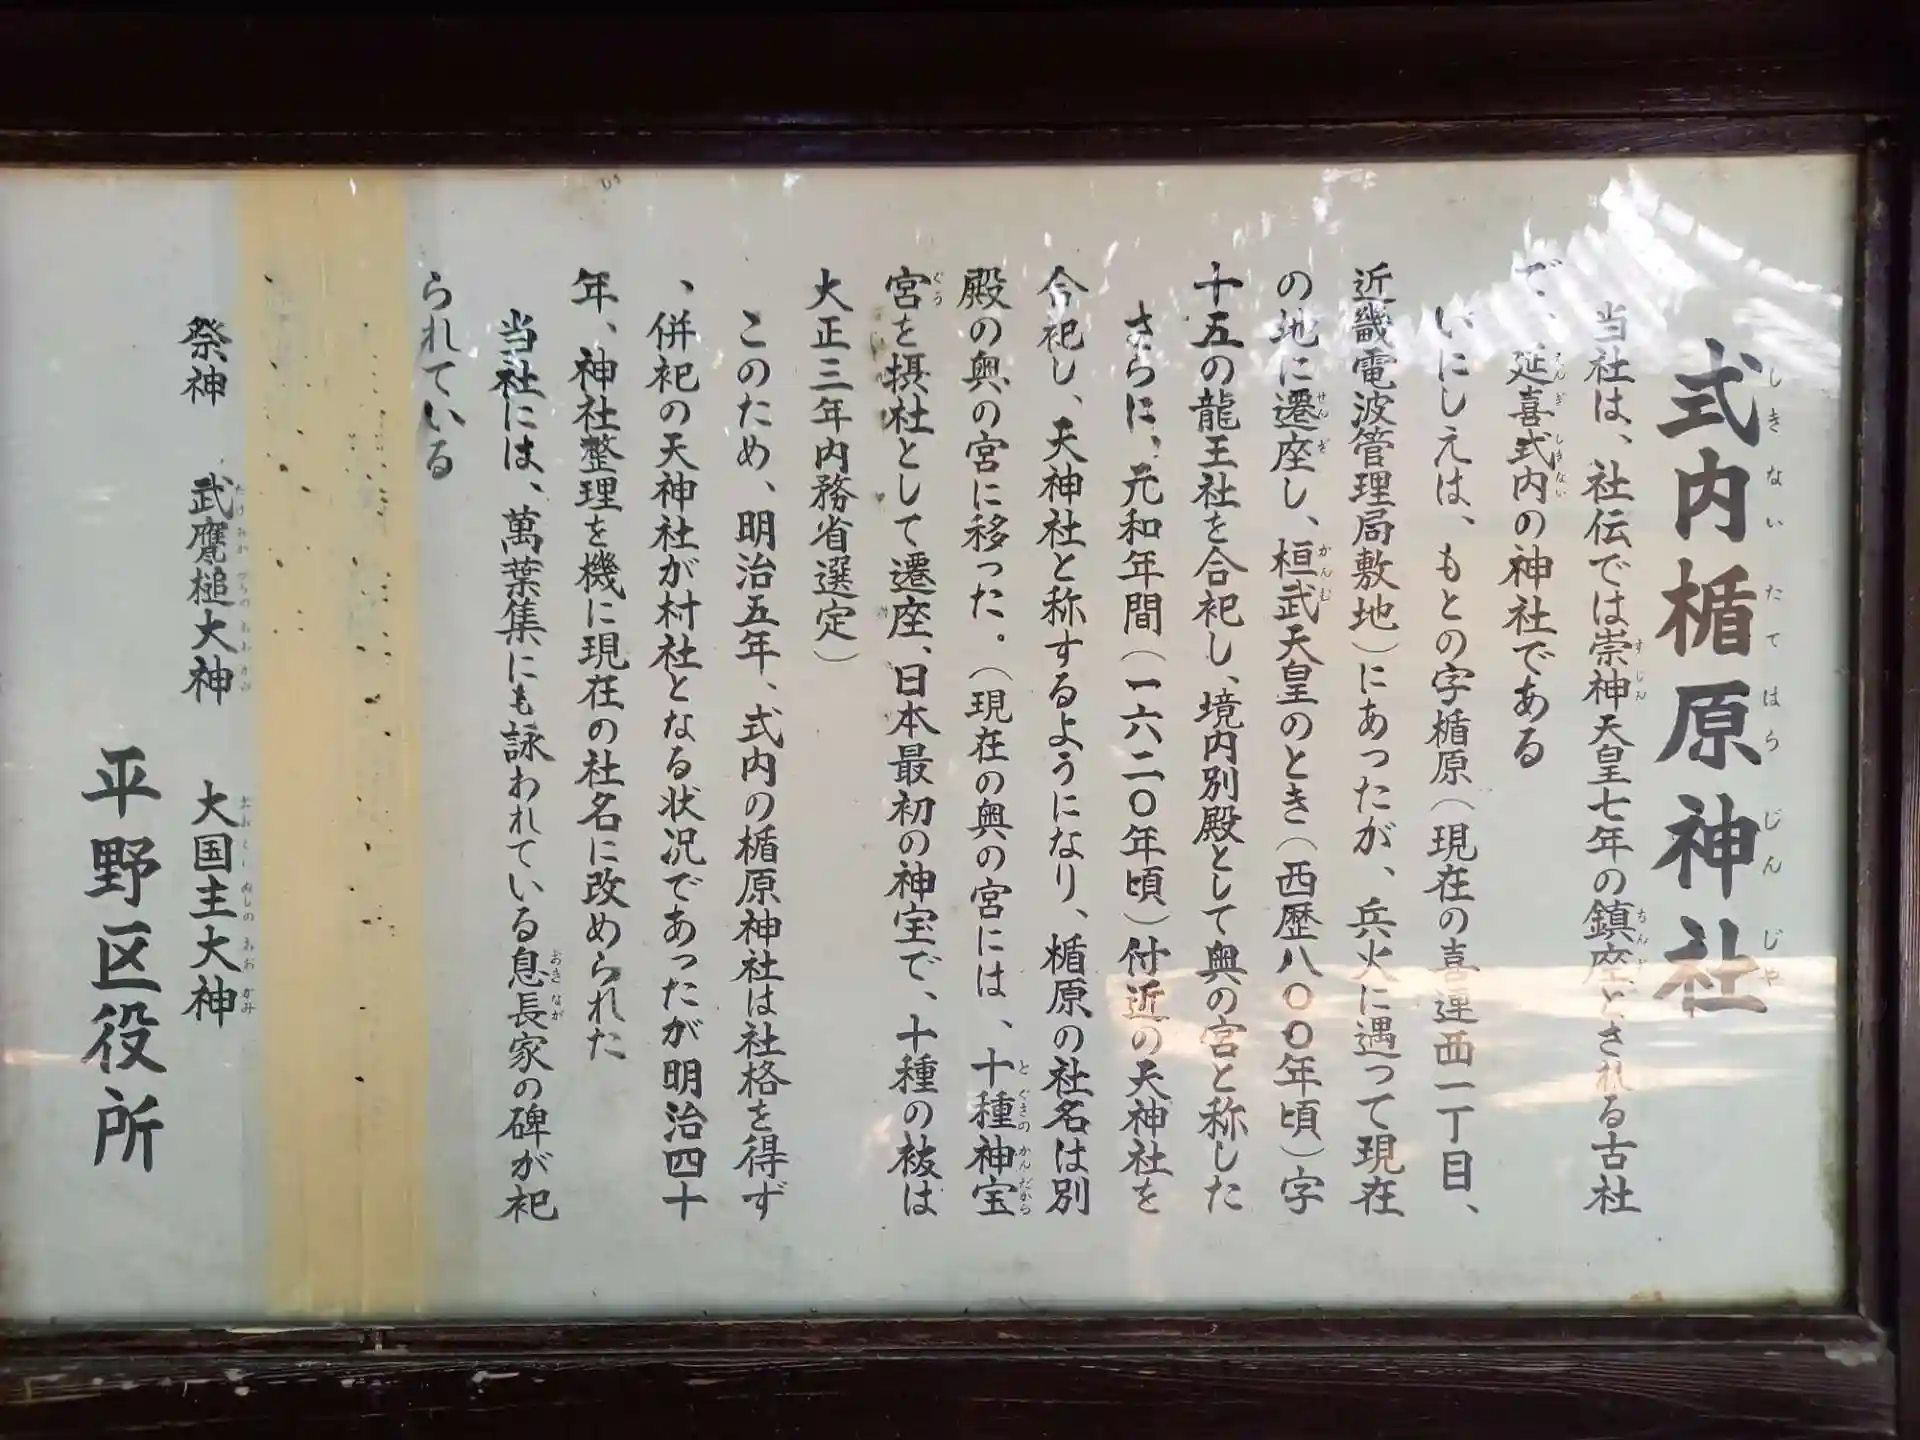 式内楯原神社
当社は、社伝では崇神天皇七年の鎮座とされる古社
で、延喜式内の神社である
いにしえは、もとの字楯原（現在の喜連西一丁目、
近畿電波管理局敷地）にあったが、兵火に遇って現在
の地に遷座し、桓武天皇のとき（西歴八〇〇年頃）字
十五の龍王社を合祀し、境内別殿として奥の宮と称した
さらに、元和年間（一六二〇年頃）付近の天神社を
今祀し、天神社と称するようになり、楯原の社名は別
殿の奥の宮に移った。（現在の奥の宮には、十種神宝
宮を摂社として遷座、日本最初の神宝で、十種の祓は
大正三年内務省選定）
このため、明治五年、式内の楯原神社は社格を得ず
、併祀の天神社が村社となる状況であったが明治四十
年、神社整理を機に現在の社名に改められた
当社には、萬葉集にも詠われている息長家の碑が祀
られている
祭神　武甕槌大神　大国主大神
平野区役所